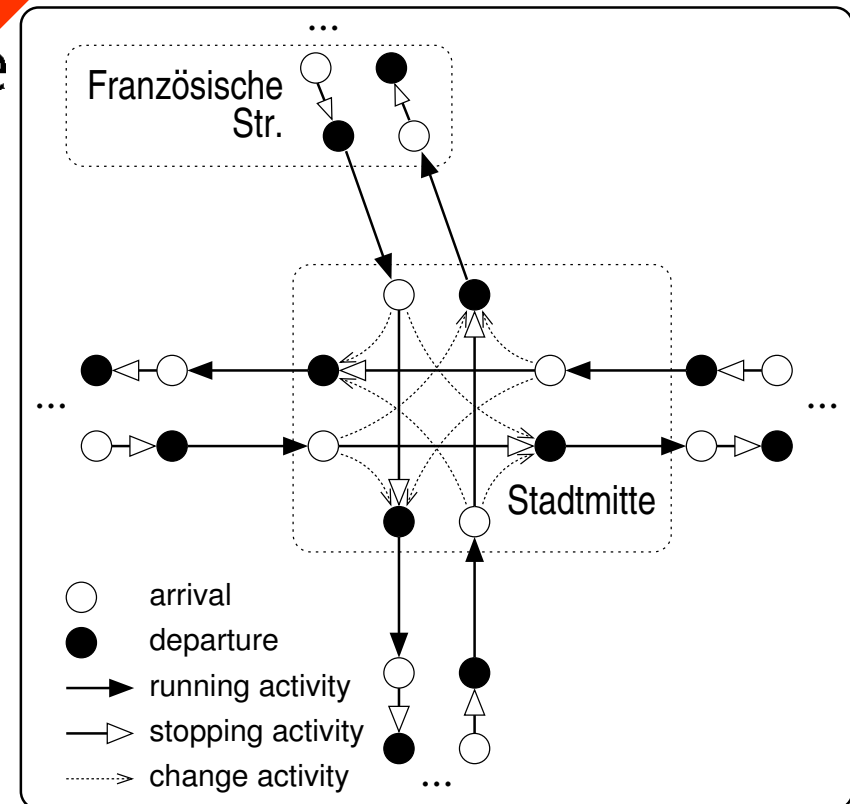 e
...
Französische
Str.
...
...
Stadtmitte
arrival
departure
running activity
stopping activity
change activity
...